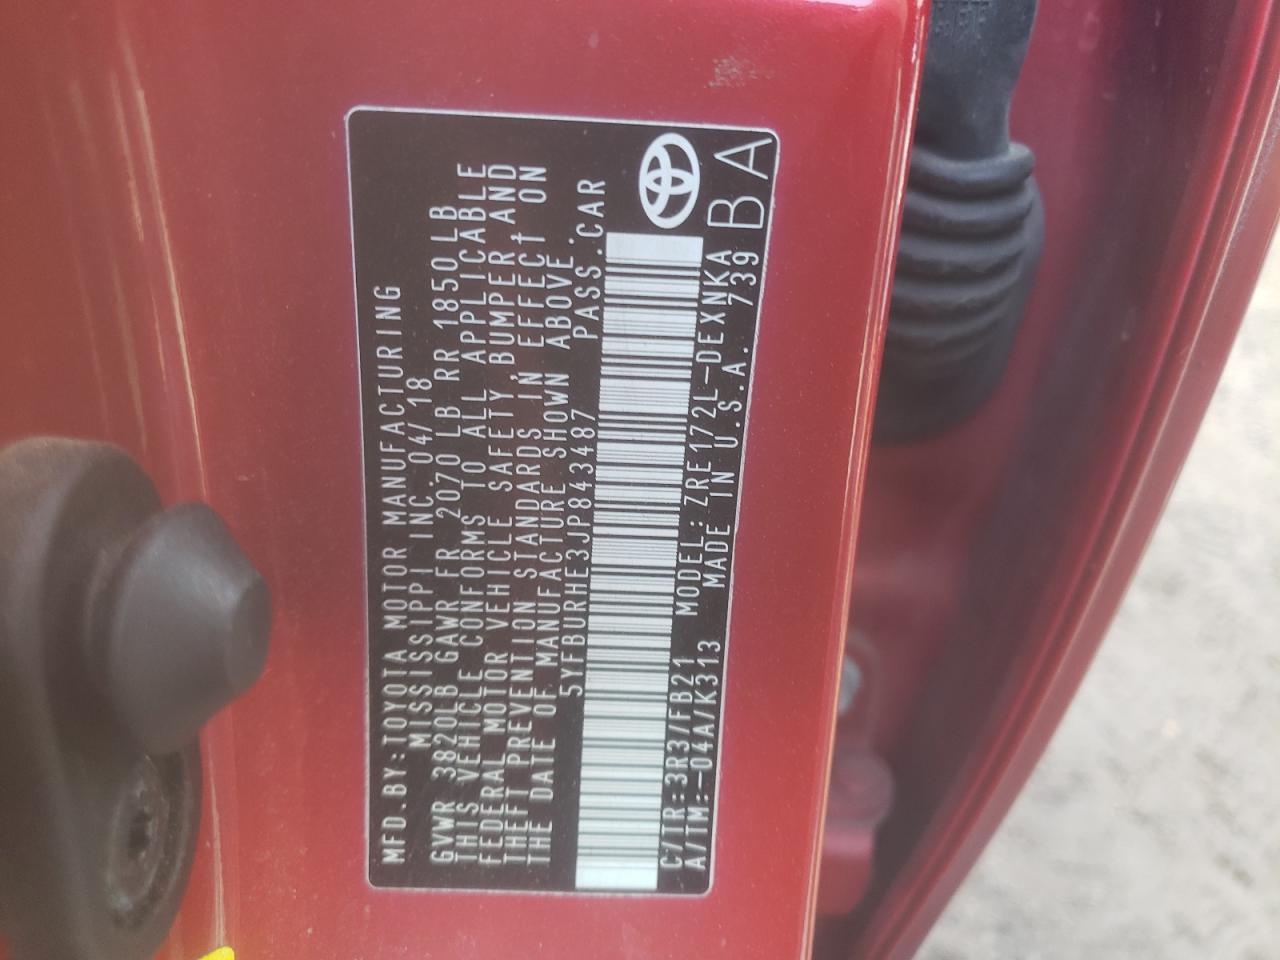 MFD.BY:TOYOTA MOTOR MANUFACTURING
MISSISSIPPI INC. 04/18
GVWR 3820LB GAWR FR 2070 LB RR 1850LB
THIS VEHICLE CONFORMS TO ALL APPLICABLE
FEDERAL MOTOR VEHICLE SAFETY, BUMPER AND
THEFT PREVENTION STANDARDS IN EFFECT ON
THE DATE OF MANUFACTURE SHOWN ABOVE.
5YFBURHE3JP843487 PASS.CAR
C/TR:3R3/FB21 MODEL:ZRE172L-DEXNKA
A/TM:-04A/K313 MADE IN U.S.A. 739
BA